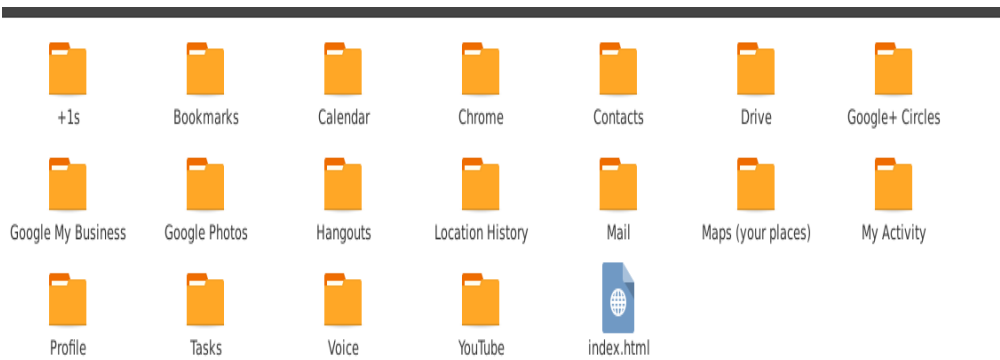 +1s
Bookmarks
Calendar
Chrome
Contacts
Drive
Google+ Circles
Google My Business
Google Photos
Hangouts
Location History
Mail
Maps (your places)
My Activity
Profile
Tasks
Voice
YouTube
index.html